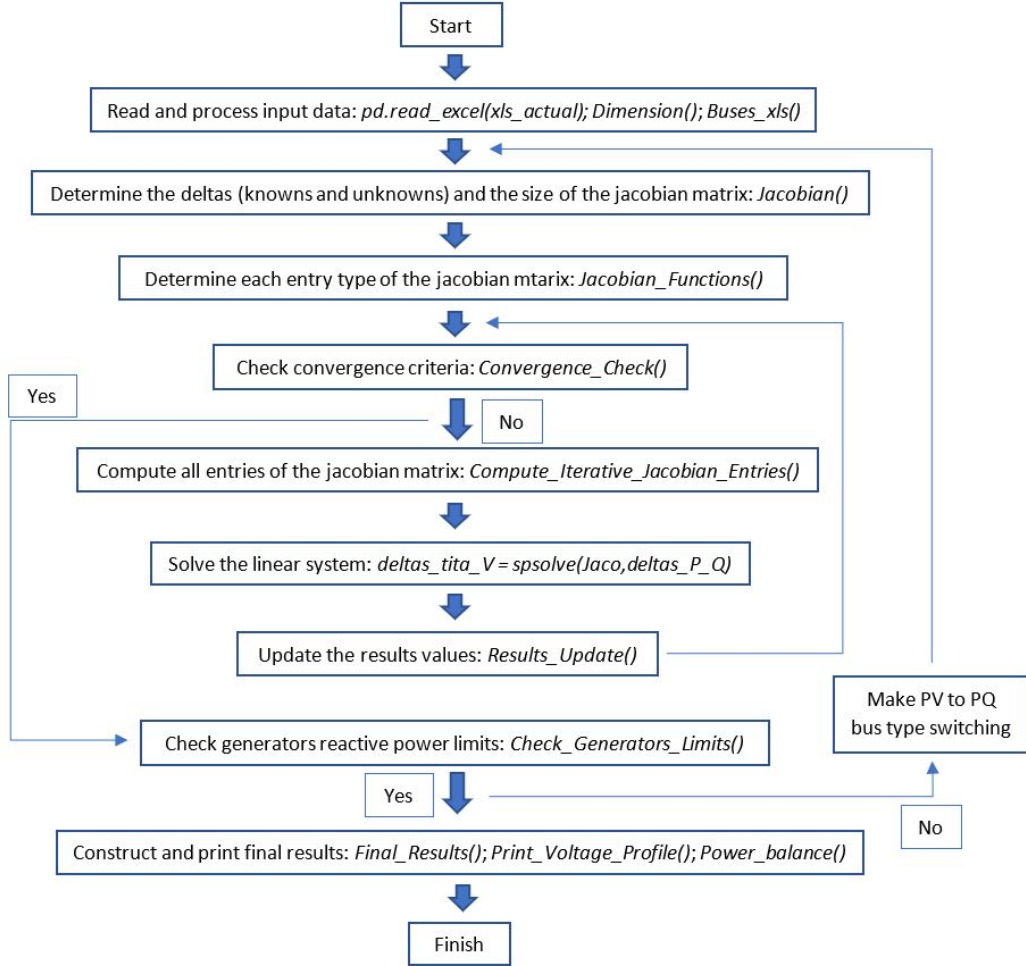 Start
Read and process input data: pd.read_excel(xls_actual); Dimension(); Buses_xls()
Determine the deltas (knowns and unknowns) and the size of the jacobian matrix: Jacobian()
Determine each entry type of the jacobian mtarix: Jacobian_Functions()
Check convergence criteria: Convergence_Check()
Yes
No
Compute all entries of the jacobian matrix: Compute_Iterative_Jacobian_Entries()
Solve the linear system: deltas_tita_V = spsolve(Jaco,deltas_P_Q)
Update the results values: Results_Update()
Make PV to PQ
bus type switching
Check generators reactive power limits: Check_Generators_Limits()
Yes
No
Construct and print final results: Final_Results(); Print_Voltage_Profile(); Power_balance()
Finish